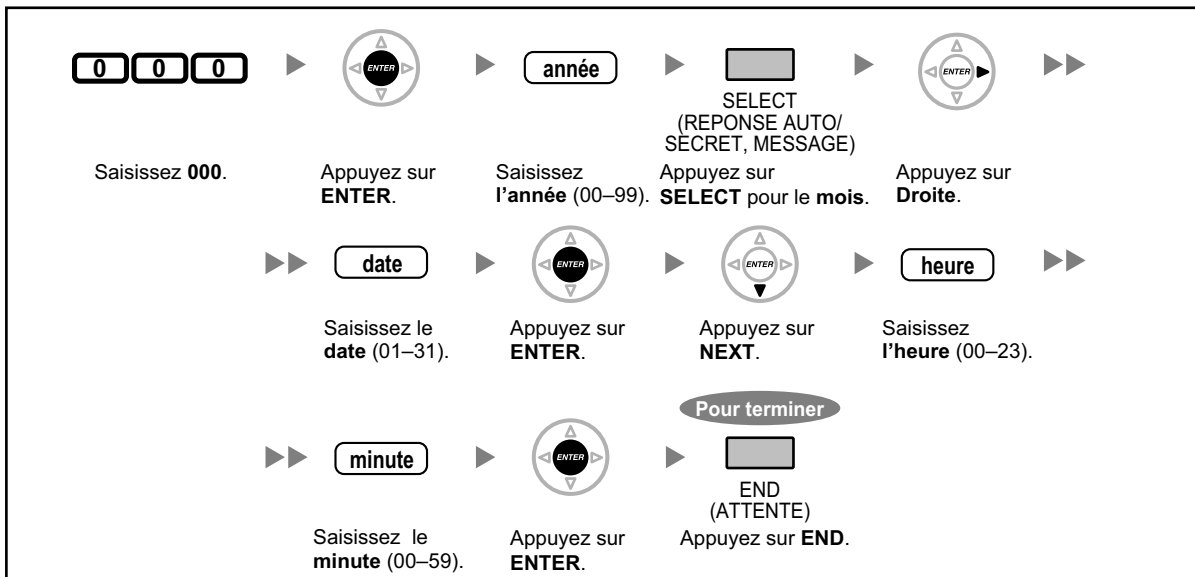 0 0 0
ENTER
année
SELECT
(REPONSE AUTO/
SECRET, MESSAGE)
ENTER
Saisissez 000.
Appuyez sur
ENTER.
Saisissez
l'année (00–99).
Appuyez sur
SELECT pour le mois.
Appuyez sur
Droite.
date
ENTER
ENTER
heure
Saisissez le
date (01–31).
Appuyez sur
ENTER.
Appuyez sur
NEXT.
Saisissez
l'heure (00–23).
Pour terminer
minute
ENTER
END
(ATTENTE)
Saisissez le
minute (00–59).
Appuyez sur
ENTER.
Appuyez sur END.